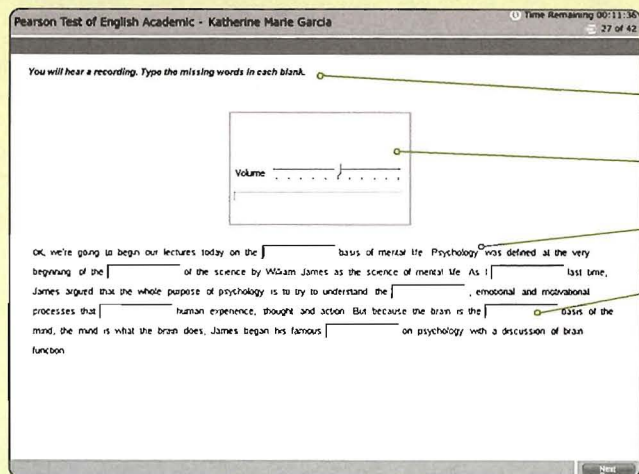 Pearson Test of English Academic - Katherine Marie Garcia
Time Remaining 00:11:36
27 of 42
You will hear a recording. Type the missing words in each blank.
Volume
OK, we're going to begin our lectures today on the basis of mental life. Psychology was defined at the very
beginning of the of the science by William James as the science of mental life. As I last time,
James argued that the whole purpose of psychology is to try to understand the , emotional and motivational
processes that human experience, thought and action. But because the brain is the basis of the
mind, the mind is what the brain does, James began his famous on psychology with a discussion of brain
function.
Next